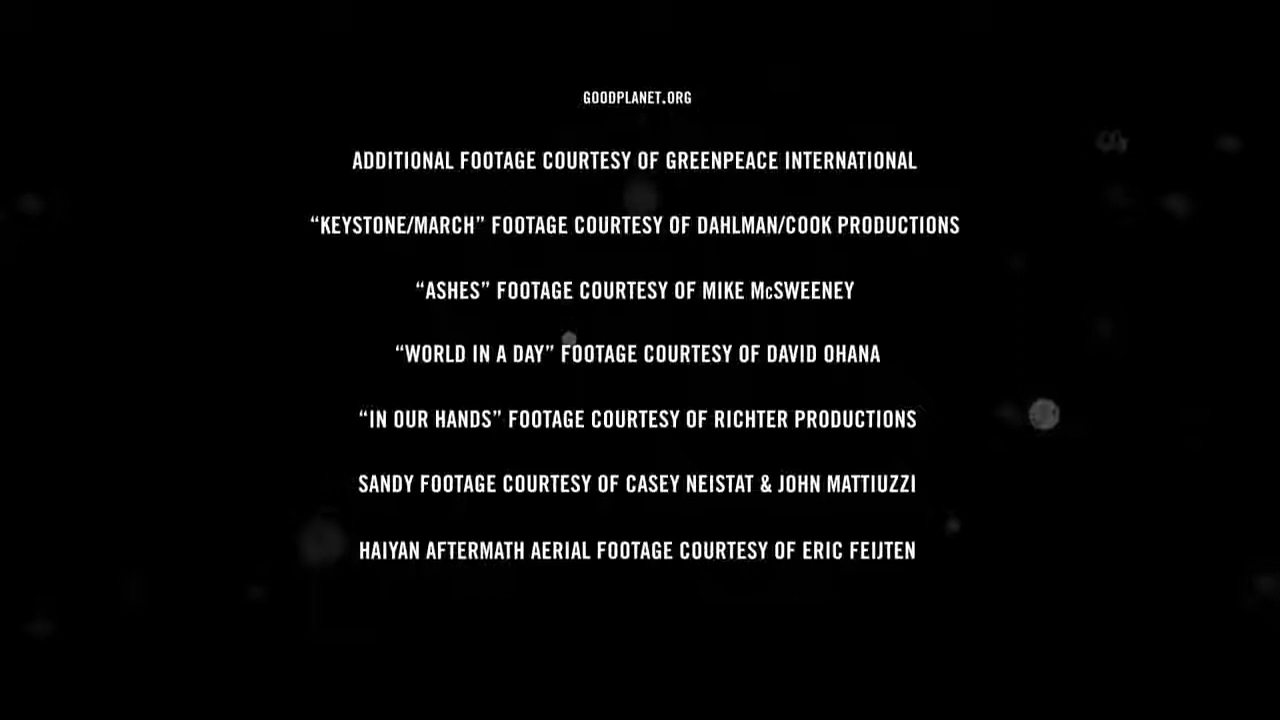 GOODPLANET.ORG
ADDITIONAL FOOTAGE COURTESY OF GREENPEACE INTERNATIONAL
“KEYSTONE/MARCH” FOOTAGE COURTESY OF DAHLMAN/COOK PRODUCTIONS
“ASHES” FOOTAGE COURTESY OF MIKE McSWEENEY
“WORLD IN A DAY” FOOTAGE COURTESY OF DAVID OHANA
“IN OUR HANDS” FOOTAGE COURTESY OF RICHTER PRODUCTIONS
SANDY FOOTAGE COURTESY OF CASEY NEISTAT & JOHN MATTIUZZI
HAIYAN AFTERMATH AERIAL FOOTAGE COURTESY OF ERIC FEIJTEN